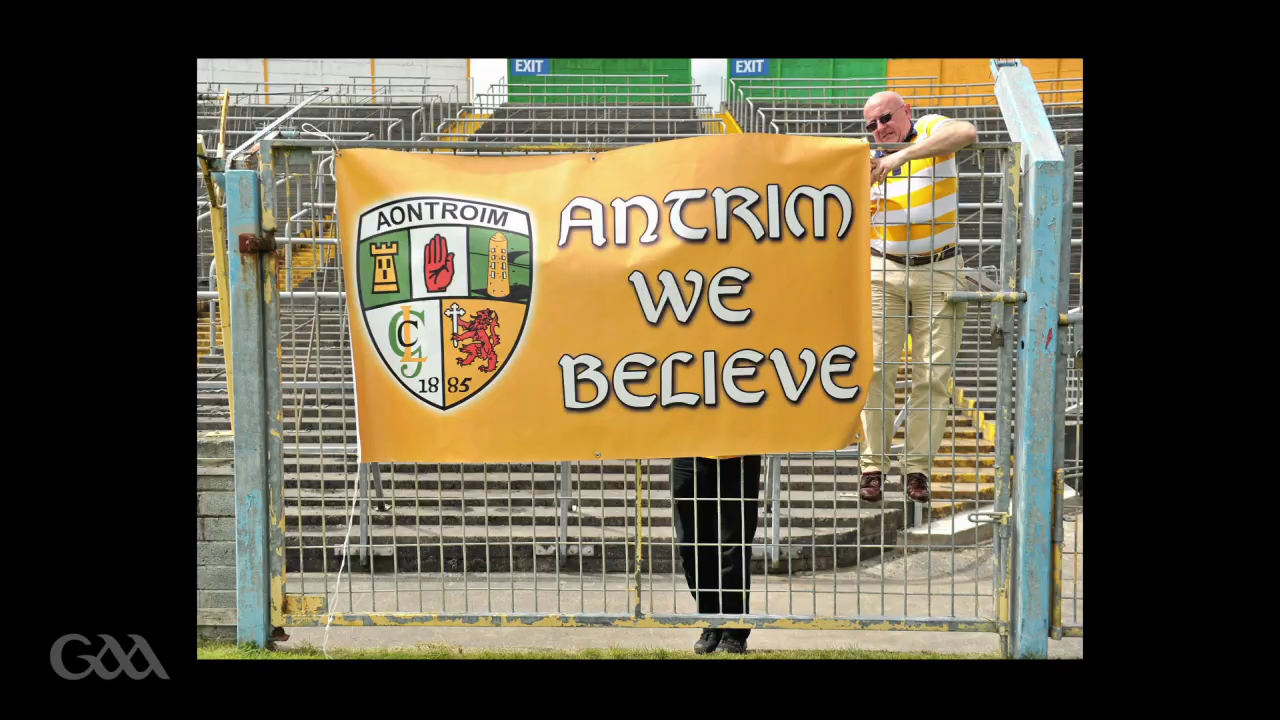 EXIT
EXIT
AONTROIM
ANTRIM
WE
BELIEVE
CLG
1885
GAA